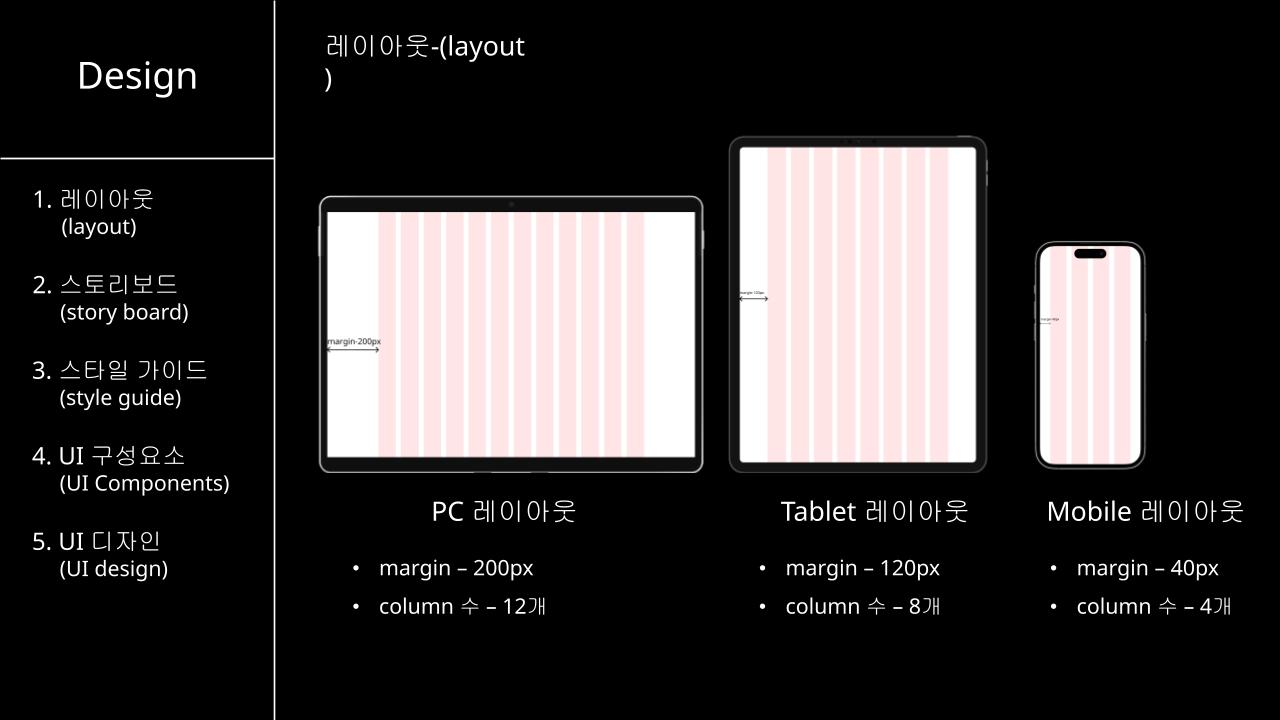 Design
1. 레이아웃
(layout)
2. 스토리보드
(story board)
3. 스타일 가이드
(style guide)
4. UI 구성요소
(UI Components)
5. UI 디자인
(UI design)
레이아웃-(layout
)
margin-200px
margin-120px
margin-40px
PC 레이아웃
• margin – 200px
• column 수 – 12개
Tablet 레이아웃
• margin – 120px
• column 수 – 8개
Mobile 레이아웃
• margin – 40px
• column 수 – 4개